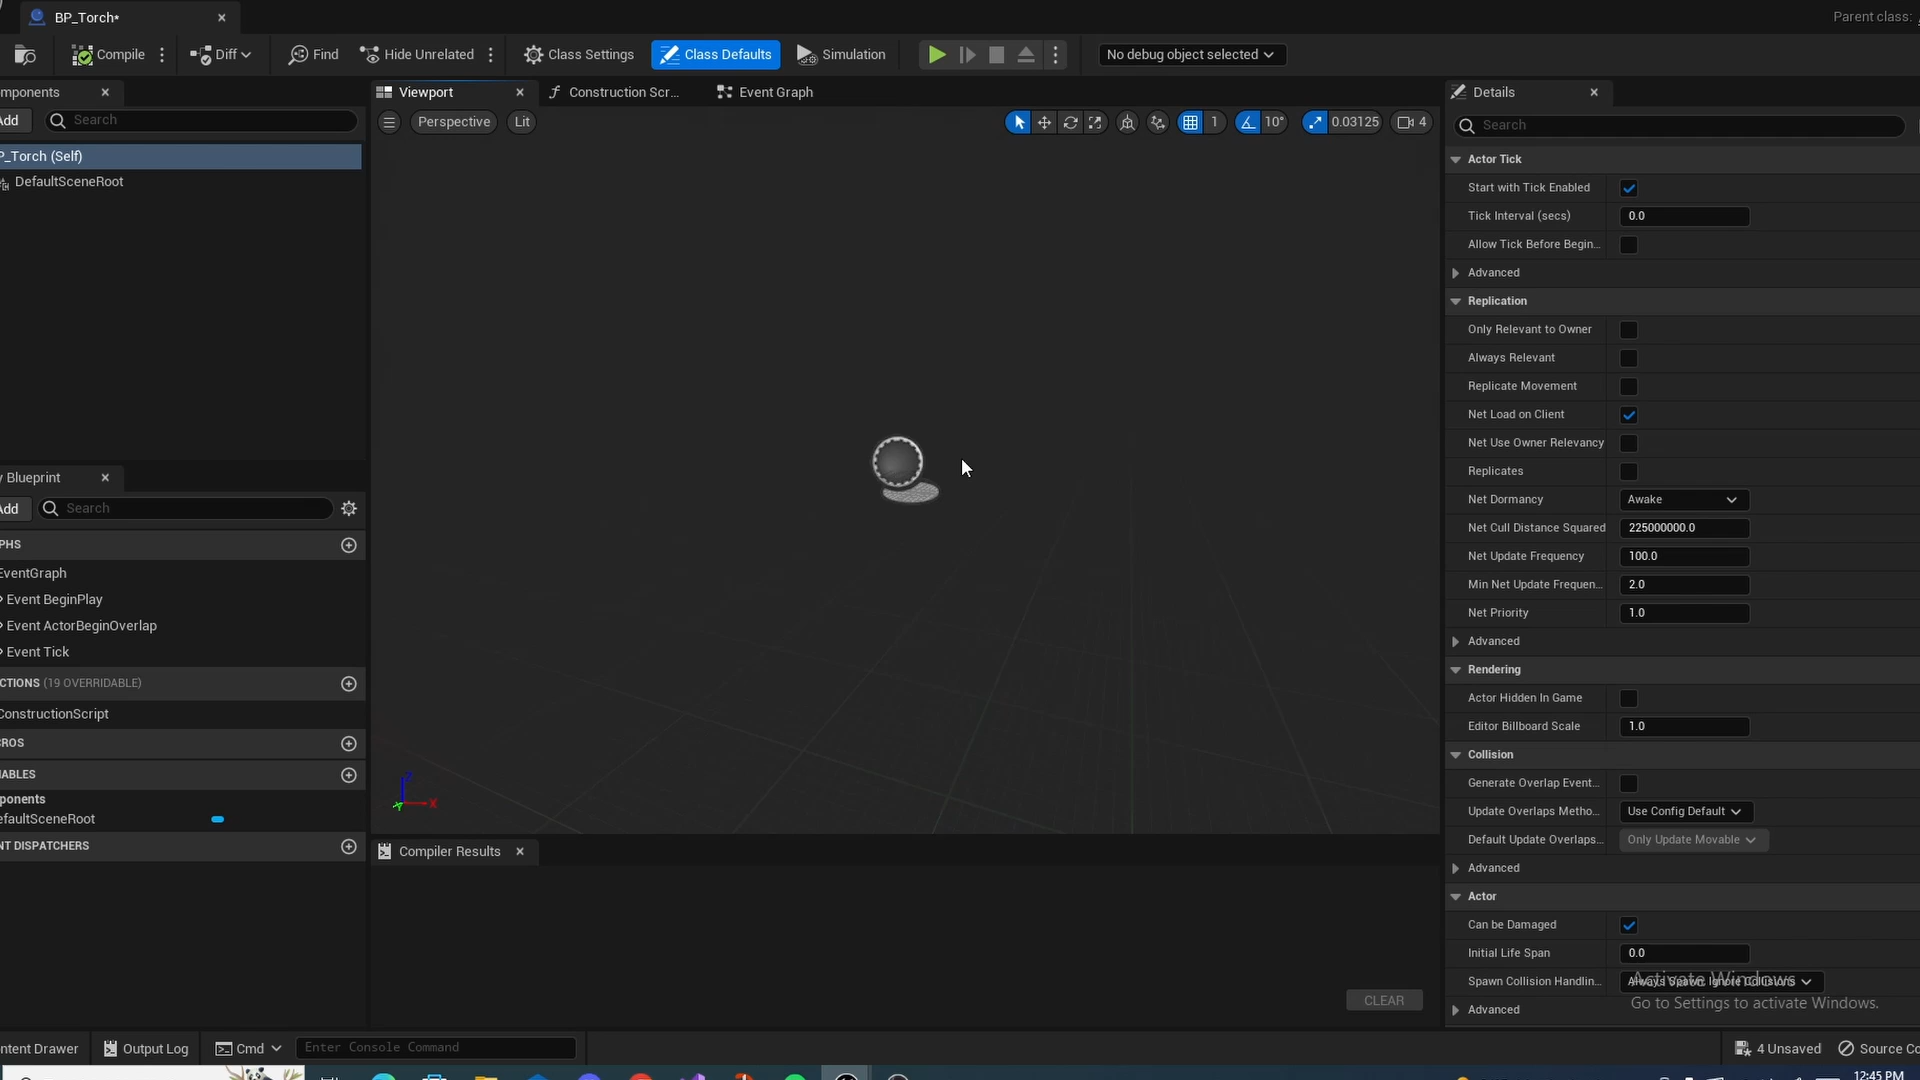 BP_Torch*
Parent class:
Compile
Diff
Find
Hide Unrelated
Class Settings
Class Defaults
Simulation
No debug object selected
mponents
Viewport
Construction Scr...
Event Graph
Details
Add
Search
Perspective
Lit
1
10°
0.03125
4
Search
P_Torch (Self)
DefaultSceneRoot
Actor Tick
Start with Tick Enabled
Tick Interval (secs)
0.0
Allow Tick Before Begin...
Advanced
Replication
Only Relevant to Owner
Always Relevant
Replicate Movement
Net Load on Client
Net Use Owner Relevancy
Replicates
Net Dormancy
Awake
Net Cull Distance Squared
225000000.0
Net Update Frequency
100.0
Min Net Update Frequen...
2.0
Net Priority
1.0
Advanced
Rendering
Actor Hidden In Game
Editor Billboard Scale
1.0
Collision
Generate Overlap Event...
Update Overlaps Metho...
Use Config Default
Default Update Overlaps...
Only Update Movable
Advanced
Actor
Can be Damaged
Initial Life Span
0.0
Spawn Collision Handlin...
Always Spawn, Ignore Collisions
Advanced
y Blueprint
Add
Search
PHS
EventGraph
Event BeginPlay
Event ActorBeginOverlap
Event Tick
CTIONS (19 OVERRIDABLE)
ConstructionScript
ROS
IABLES
ponents
efaultSceneRoot
NT DISPATCHERS
Z
X
Y
Compiler Results
CLEAR
Activate Windows
Go to Settings to activate Windows.
ntent Drawer
Output Log
Cmd
Enter Console Command
4 Unsaved
Source Co
12:45 PM